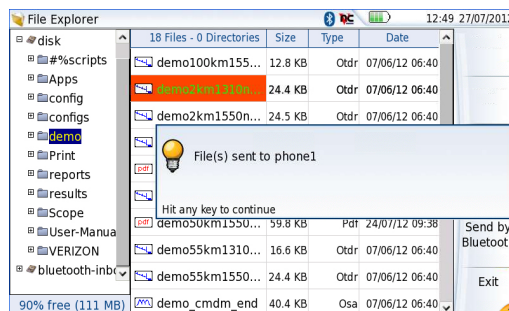 File Explorer 12:49 27/07/2012
disk
#%scripts
Apps
config
configs
demo
Print
reports
results
Scope
User-Manua
VERIZON
bluetooth-inbo
90% free (111 MB)
18 Files - 0 Directories Size Type Date
demo100km155... 12.8 KB Otdr 07/06/12 06:40
demo2km1310n... 24.4 KB Otdr 07/06/12 06:40
demo2km1550n... 24.5 KB Otdr 07/06/12 06:40
pdf
File(s) sent to phone1
Hit any key to continue
pdf demo50km1550... 59.8 KB Pdf 24/07/12 09:38
demo55km1310... 16.6 KB Otdr 07/06/12 06:40
demo55km1550... 24.4 KB Otdr 07/06/12 06:40
demo_cmdm_end 40.4 KB Osa 07/06/12 06:40
Send by
Bluetoot
Exit